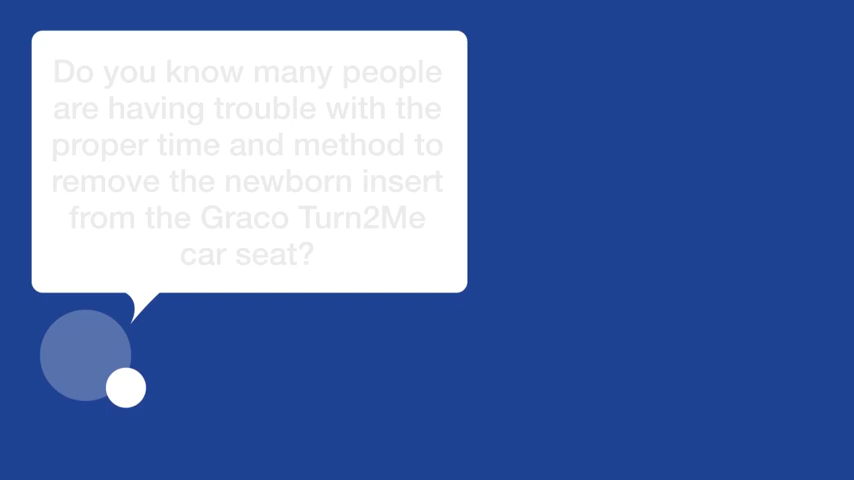 Do you know many people
are having trouble with the
proper time and method to
remove the newborn insert
from the Graco Turn2Me
car seat?